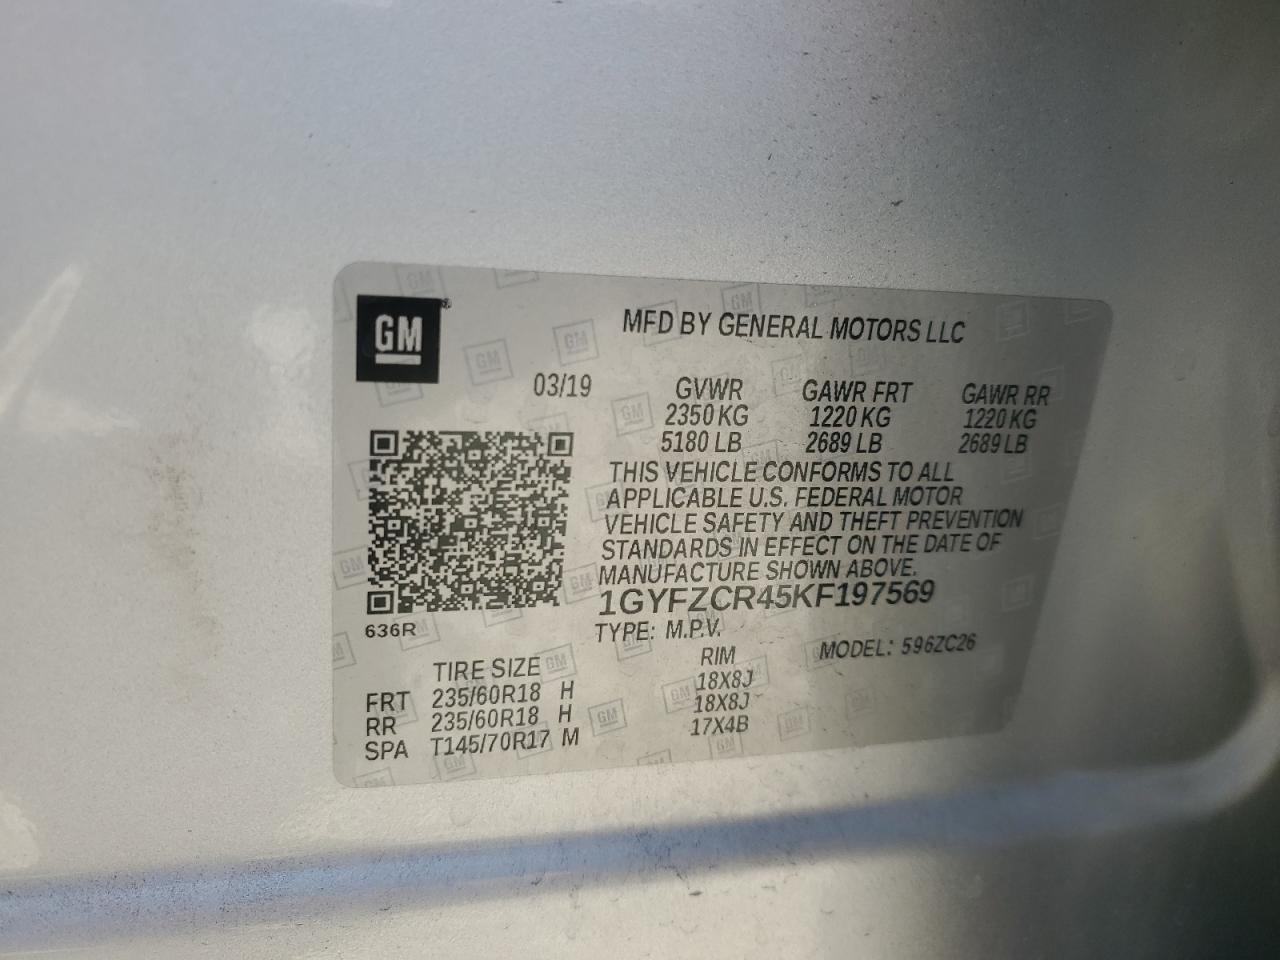 GM
MFD BY GENERAL MOTORS LLC
03/19 GVWR GAWR FRT GAWR RR
2350 KG 1220 KG 1220 KG
5180 LB 2689 LB 2689 LB
THIS VEHICLE CONFORMS TO ALL
APPLICABLE U.S. FEDERAL MOTOR
VEHICLE SAFETY AND THEFT PREVENTION
STANDARDS IN EFFECT ON THE DATE OF
MANUFACTURE SHOWN ABOVE.
1GYFZCR45KF197569
636R
TYPE: M.P.V. MODEL: 596ZC26
TIRE SIZE RIM
FRT 235/60R18 H 18X8J
RR 235/60R18 H 18X8J
SPA T145/70R17 M 17X4B